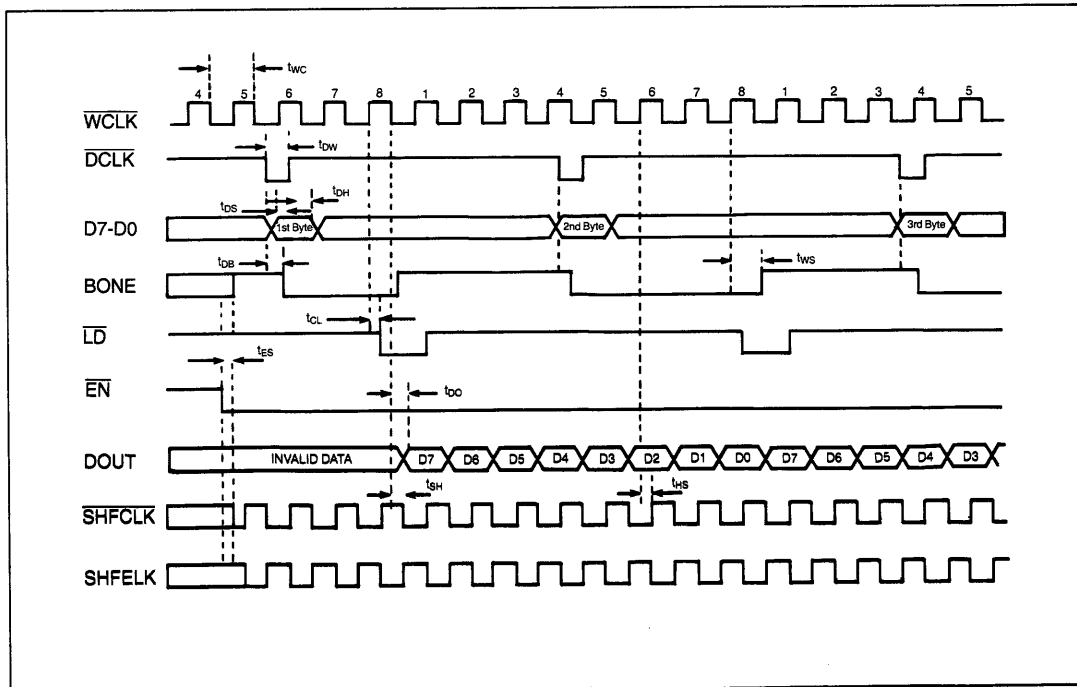 tWC
4 5 6 7 8 1 2 3 4 5 6 7 8 1 2 3 4 5
WCLK
tDW
DCLK
tDS tDH
D7-D0 1st Byte 2nd Byte 3rd Byte
tDB tWS
BONE
tCL
LD
tES
EN tDO
DOUT INVALID DATA D7 D6 D5 D4 D3 D2 D1 D0 D7 D6 D5 D4 D3
tSH tHS
SHFCLK
SHFELK